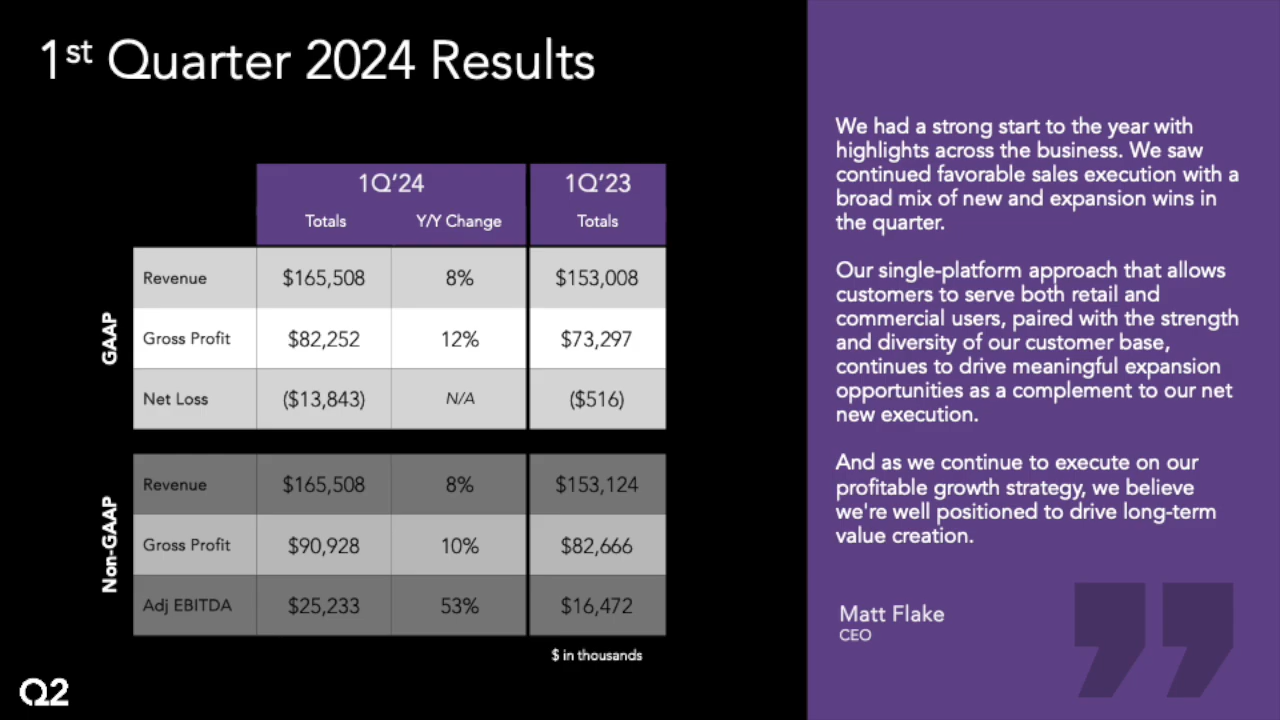 1st Quarter 2024 Results
1Q’24 1Q’23
Totals Y/Y Change Totals
GAAP
Revenue $165,508 8% $153,008
Gross Profit $82,252 12% $73,297
Net Loss ($13,843) N/A ($516)
Non-GAAP
Revenue $165,508 8% $153,124
Gross Profit $90,928 10% $82,666
Adj EBITDA $25,233 53% $16,472
$ in thousands
Q2
We had a strong start to the year with
highlights across the business. We saw
continued favorable sales execution with a
broad mix of new and expansion wins in
the quarter.
Our single-platform approach that allows
customers to serve both retail and
commercial users, paired with the strength
and diversity of our customer base,
continues to drive meaningful expansion
opportunities as a complement to our net
new execution.
And as we continue to execute on our
profitable growth strategy, we believe
we're well positioned to drive long-term
value creation.
Matt Flake
CEO
”